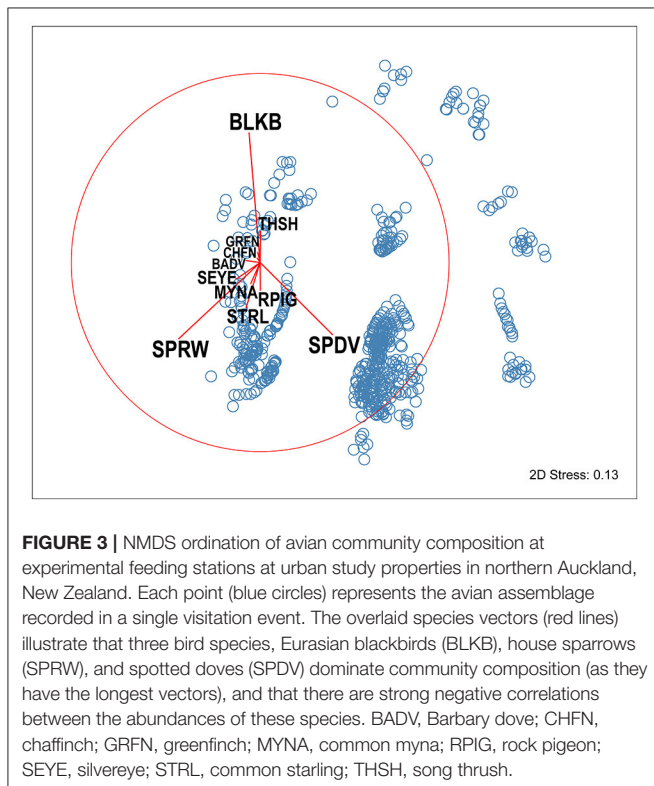 BLKB
THSH
GRFN
CHFN
BADV
SEYE
MYNA
RPIG
STRL
SPRW
SPDV
2D Stress: 0.13
FIGURE 3 | NMDS ordination of avian community composition at
experimental feeding stations at urban study properties in northern Auckland,
New Zealand. Each point (blue circles) represents the avian assemblage
recorded in a single visitation event. The overlaid species vectors (red lines)
illustrate that three bird species, Eurasian blackbirds (BLKB), house sparrows
(SPRW), and spotted doves (SPDV) dominate community composition (as they
have the longest vectors), and that there are strong negative correlations
between the abundances of these species. BADV, Barbary dove; CHFN,
chaffinch; GRFN, greenfinch; MYNA, common myna; RPIG, rock pigeon;
SEYE, silvereye; STRL, common starling; THSH, song thrush.